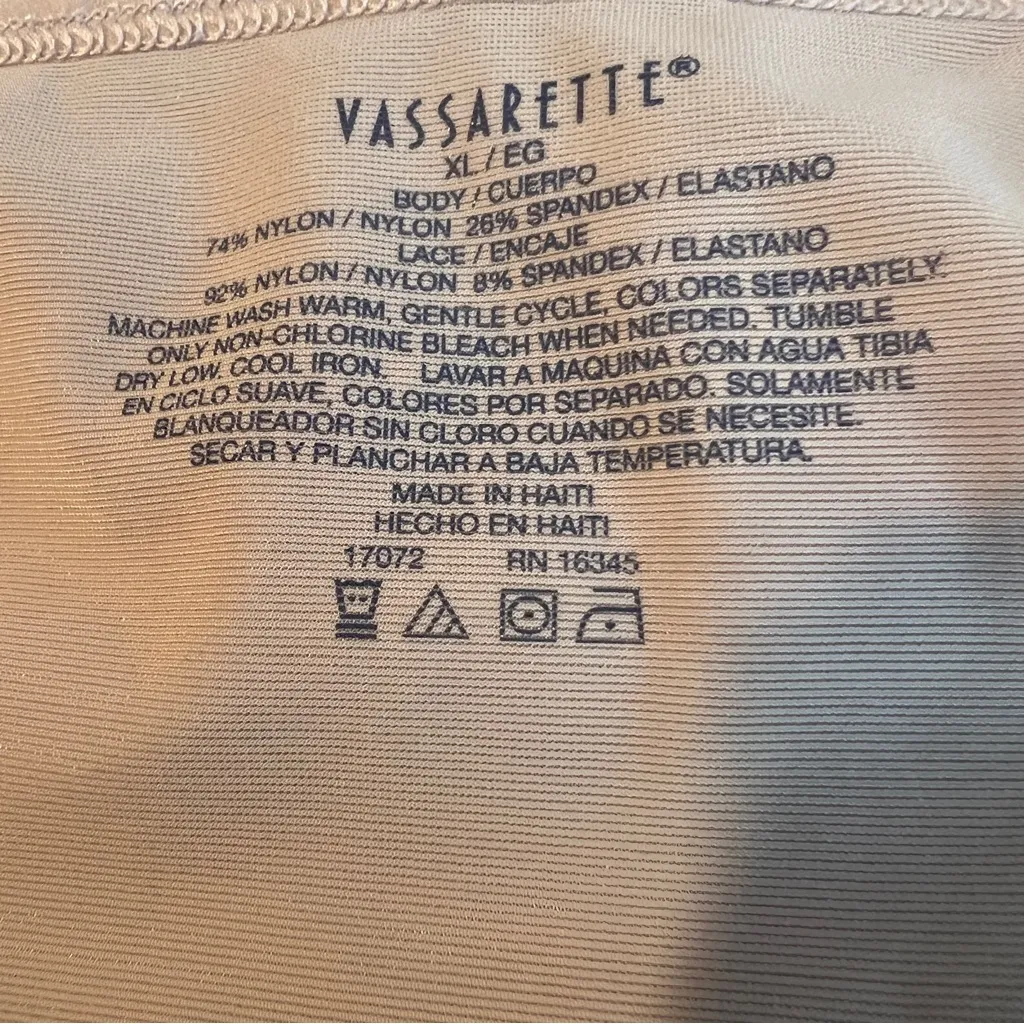 VASSARETTE®
XL / EG
BODY / CUERPO
74% NYLON / NYLON 26% SPANDEX / ELASTANO
LACE / ENCAJE
92% NYLON / NYLON 8% SPANDEX / ELASTANO
MACHINE WASH WARM, GENTLE CYCLE, COLORS SEPARATELY.
ONLY NON-CHLORINE BLEACH WHEN NEEDED. TUMBLE
DRY LOW. COOL IRON. LAVAR A MAQUINA CON AGUA TIBIA
EN CICLO SUAVE, COLORES POR SEPARADO. SOLAMENTE
BLANQUEADOR SIN CLORO CUANDO SE NECESITE.
SECAR Y PLANCHAR A BAJA TEMPERATURA.
MADE IN HAITI
HECHO EN HAITI
17072 RN 16345